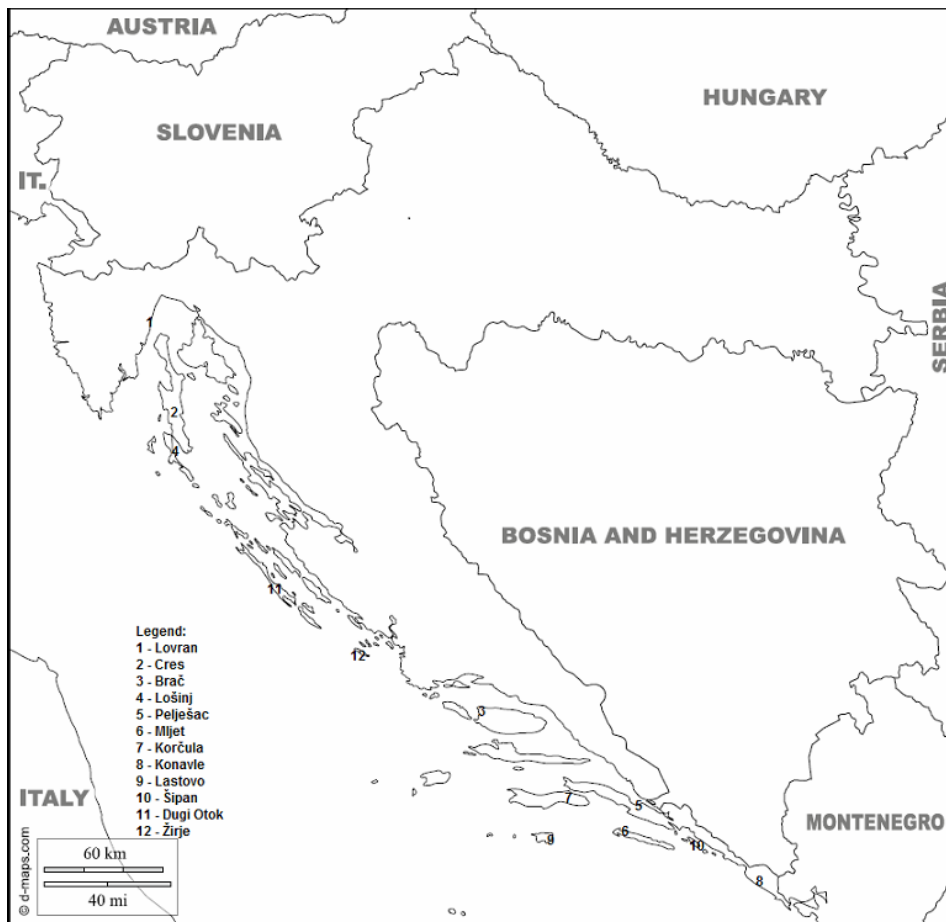 AUSTRIA
HUNGARY
SLOVENIA
IT.
SERBIA
1
2
4
BOSNIA AND HERZEGOVINA
11
Legend:
1 - Lovran
2 - Cres
3 - Brač
4 - Lošinj
5 - Pelješac
6 - Mljet
7 - Korčula
8 - Konavle
9 - Lastovo
10 - Šipan
11 - Dugi Otok
12 - Žirje
12
3
ITALY
7
5
MONTENEGRO
6
9
10
8
60 km
40 mi
© d-maps.com